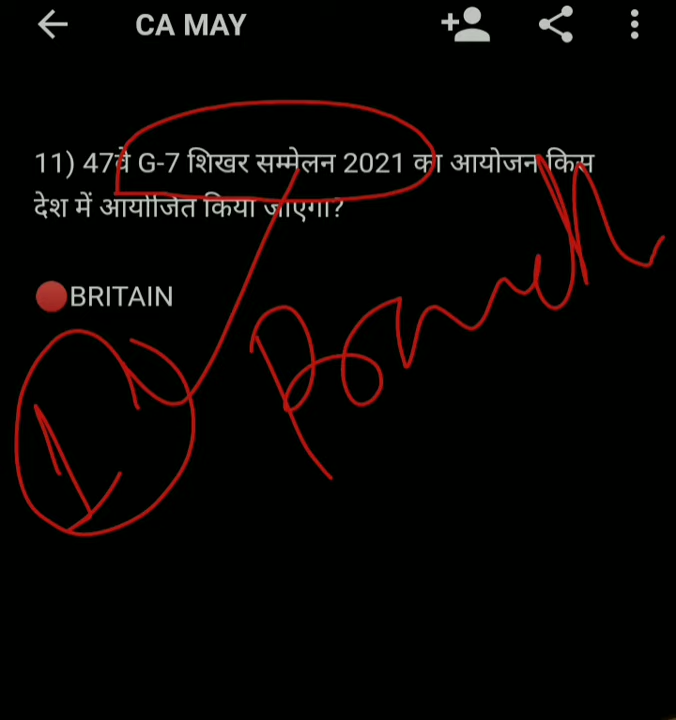 CA MAY
11) 47वे G-7 शिखर सम्मेलन 2021 का आयोजन किस
देश में आयोजित किया जाएगा?
BRITAIN